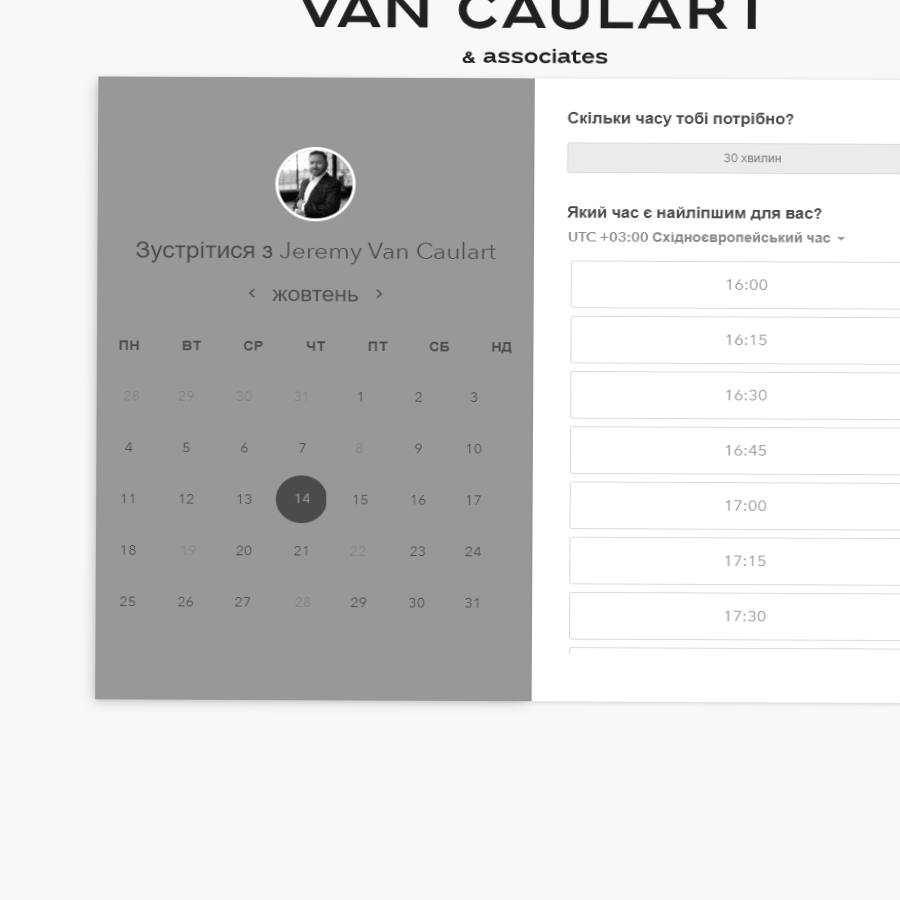 VAN CAULART
& associates
Зустрітися з Jeremy Van Caulart
‹ жовтень ›
ПН ВТ СР ЧТ ПТ СБ НД
28 29 30 31 1 2 3
4 5 6 7 8 9 10
11 12 13 14 15 16 17
18 19 20 21 22 23 24
25 26 27 28 29 30 31
Скільки часу тобі потрібно?
30 хвилин
Який час є найліпшим для вас?
UTC +03:00 Східноєвропейський час
16:00
16:15
16:30
16:45
17:00
17:15
17:30